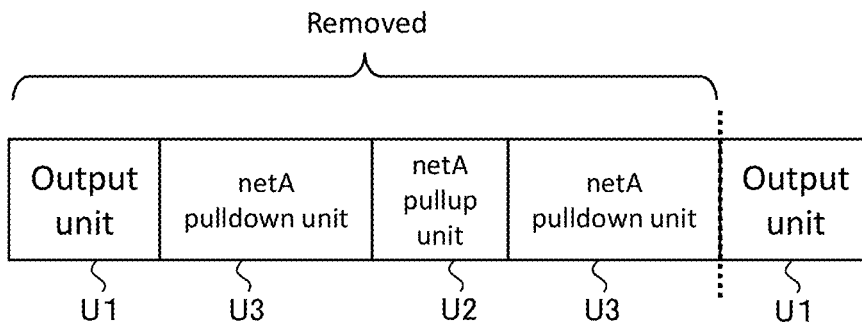 Removed
Output unit
netA pulldown unit
netA pullup unit
netA pulldown unit
Output unit
U1 U3 U2 U3 U1